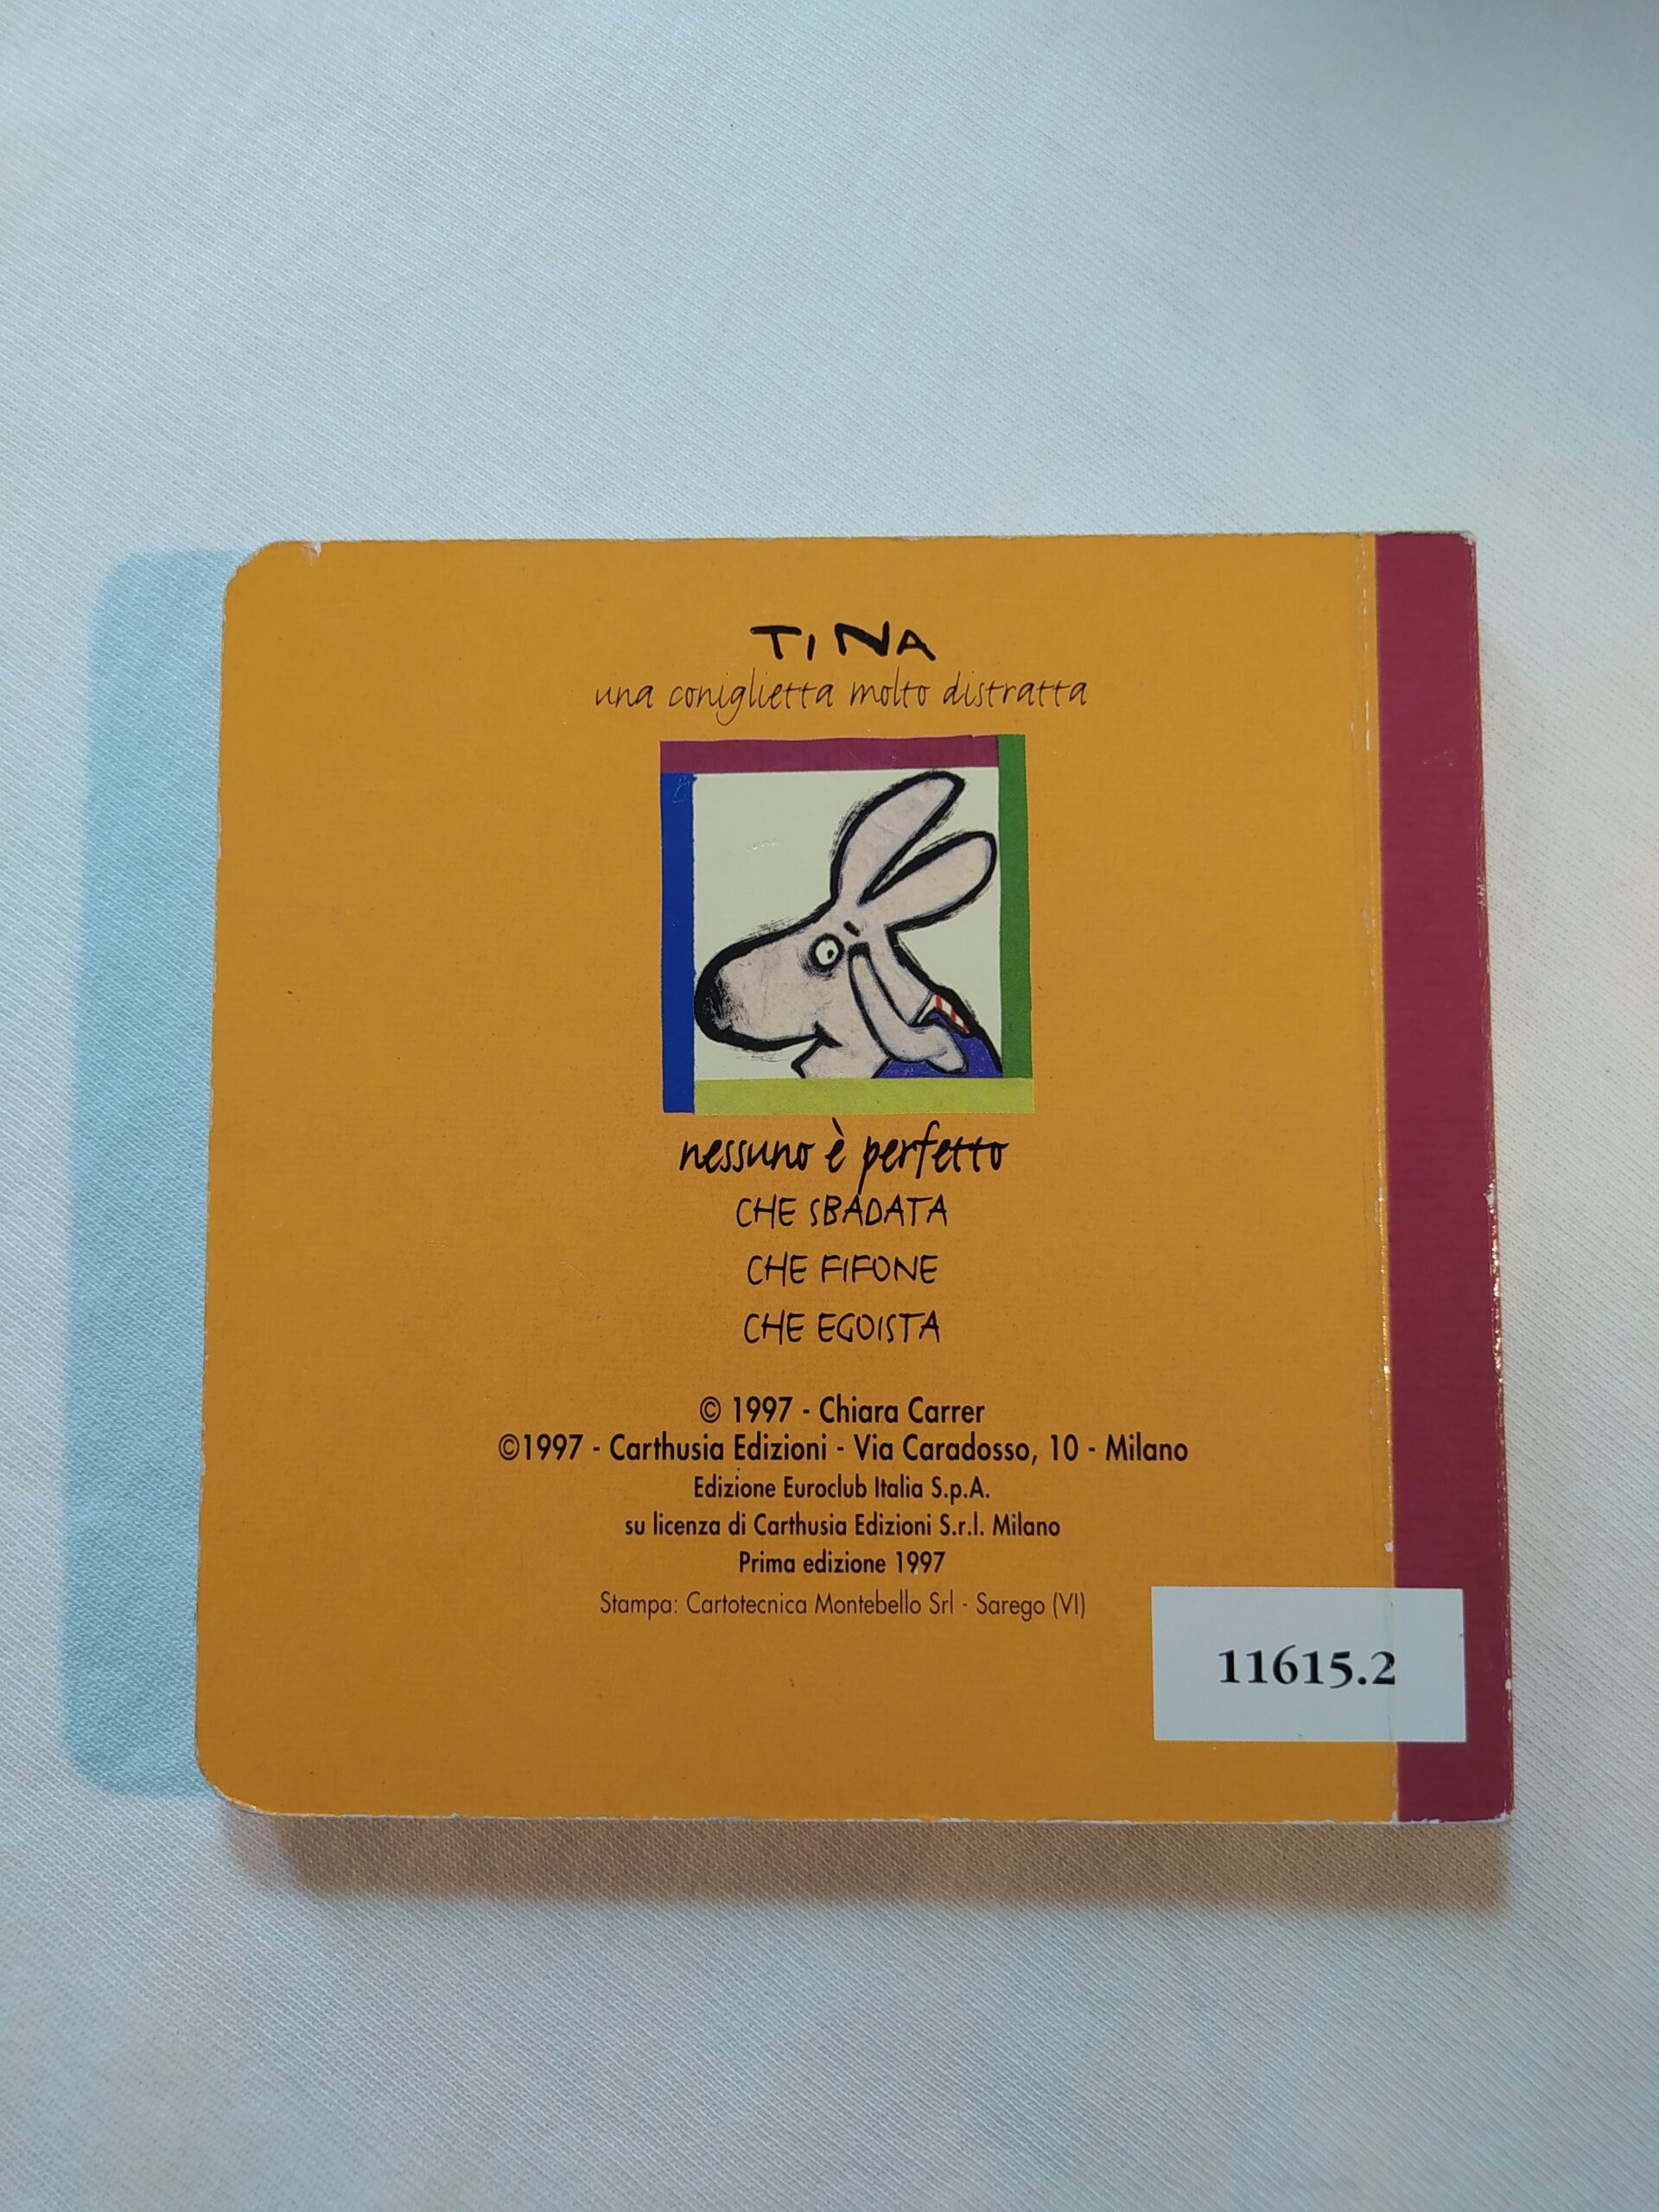 TINA
una coniglietta molto distratta
nessuno è perfetto
CHE SBADATA
CHE FIFONE
CHE EGOISTA
© 1997 - Chiara Carrer
©1997 - Carthusia Edizioni - Via Caradosso, 10 - Milano
Edizione Euroclub Italia S.p.A.
su licenza di Carthusia Edizioni S.r.l. Milano
Prima edizione 1997
Stampa: Cartotecnica Montebello Srl - Sarego (VI)
11615.2